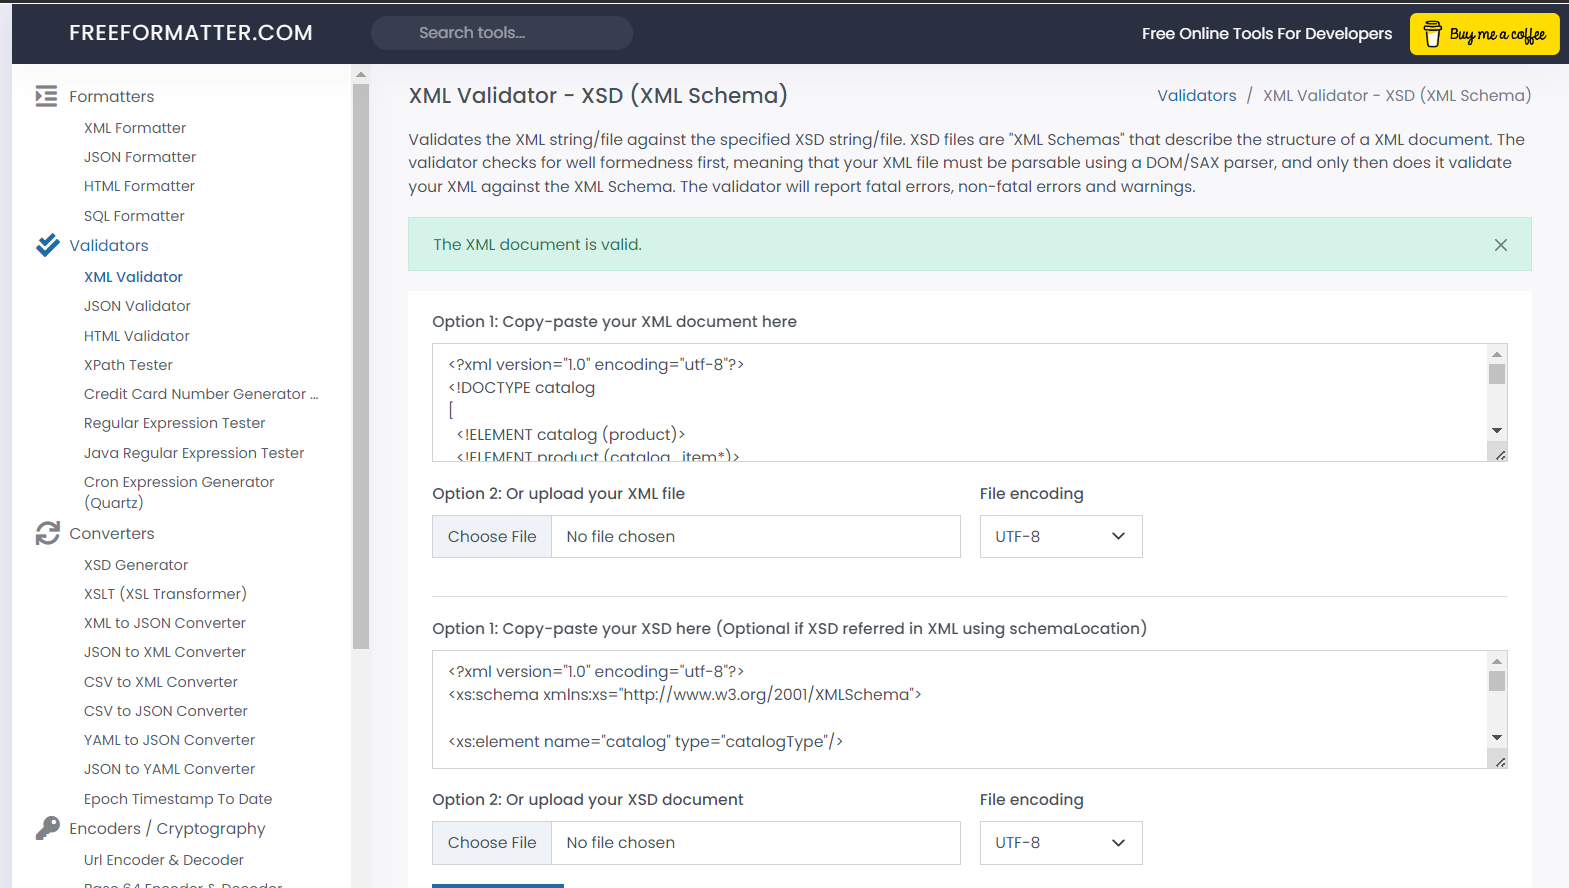 FREEFORMATTER.COM
Search tools...
Free Online Tools For Developers
Buy me a coffee
Formatters
XML Formatter
JSON Formatter
HTML Formatter
SQL Formatter
Validators
XML Validator
JSON Validator
HTML Validator
XPath Tester
Credit Card Number Generator ...
Regular Expression Tester
Java Regular Expression Tester
Cron Expression Generator
(Quartz)
Converters
XSD Generator
XSLT (XSL Transformer)
XML to JSON Converter
JSON to XML Converter
CSV to XML Converter
CSV to JSON Converter
YAML to JSON Converter
JSON to YAML Converter
Epoch Timestamp To Date
Encoders / Cryptography
Url Encoder & Decoder
Base 64 Encoder & Decoder
XML Validator - XSD (XML Schema)
Validators / XML Validator - XSD (XML Schema)
Validates the XML string/file against the specified XSD string/file. XSD files are "XML Schemas" that describe the structure of a XML document. The
validator checks for well formedness first, meaning that your XML file must be parsable using a DOM/SAX parser, and only then does it validate
your XML against the XML Schema. The validator will report fatal errors, non-fatal errors and warnings.
The XML document is valid.
Option 1: Copy-paste your XML document here
<?xml version="1.0" encoding="utf-8"?>
<!DOCTYPE catalog
[
<!ELEMENT catalog (product)>
<!ELEMENT product (catalog_item*)>
Option 2: Or upload your XML file
File encoding
Choose File No file chosen
UTF-8
Option 1: Copy-paste your XSD here (Optional if XSD referred in XML using schemaLocation)
<?xml version="1.0" encoding="utf-8"?>
<xs:schema xmlns:xs="http://www.w3.org/2001/XMLSchema">
<xs:element name="catalog" type="catalogType"/>
Option 2: Or upload your XSD document
File encoding
Choose File No file chosen
UTF-8